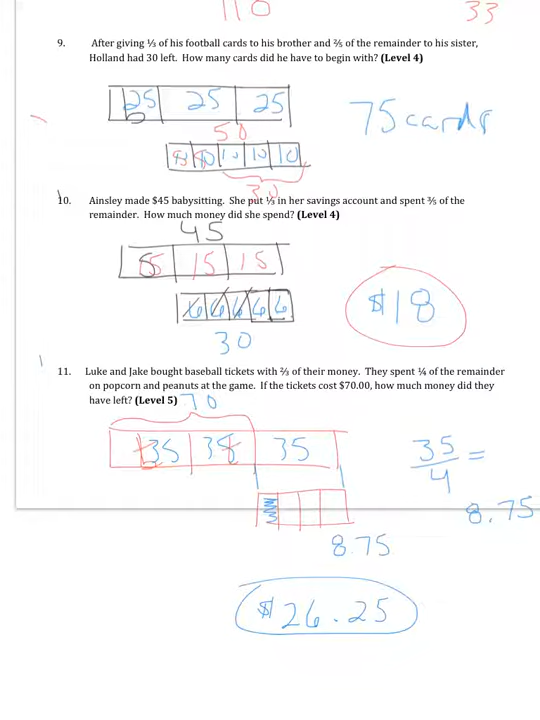 110
33
9. After giving ⅓ of his football cards to his brother and ⅖ of the remainder to his sister,
Holland had 30 left. How many cards did he have to begin with? (Level 4)
25 25 25
75 cards
50
10 10 10
30
10. Ainsley made $45 babysitting. She put ⅓ in her savings account and spent ⅗ of the
remainder. How much money did she spend? (Level 4)
45
15 15
6 6 6 6 6
$18
30
11. Luke and Jake bought baseball tickets with ⅔ of their money. They spent ¼ of the remainder
on popcorn and peanuts at the game. If the tickets cost $70.00, how much money did they
have left? (Level 5)
70
35 35 35
35/4 =
8.75
8.75
$26.25